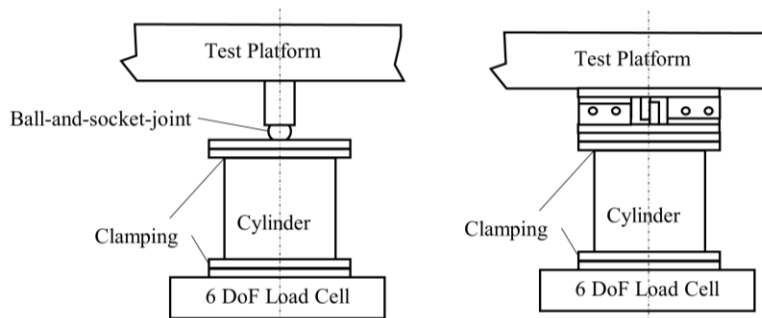 Test Platform
Ball-and-socket-joint
Cylinder
Clamping
6 DoF Load Cell
Test Platform
Cylinder
Clamping
6 DoF Load Cell